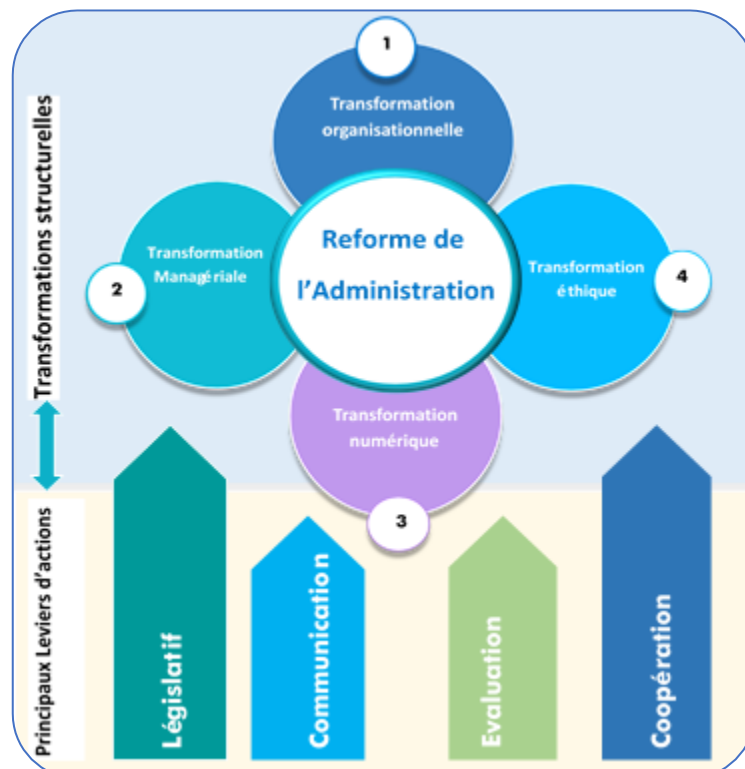 1
Transformation
organisationnelle
Transformations structurelles
Reforme de
l'Administration
Transformation
Managériale
2
Transformation
éthique
4
Transformation
numérique
3
Principaux Leviers d'actions
Législatif
Communication
Evaluation
Coopération